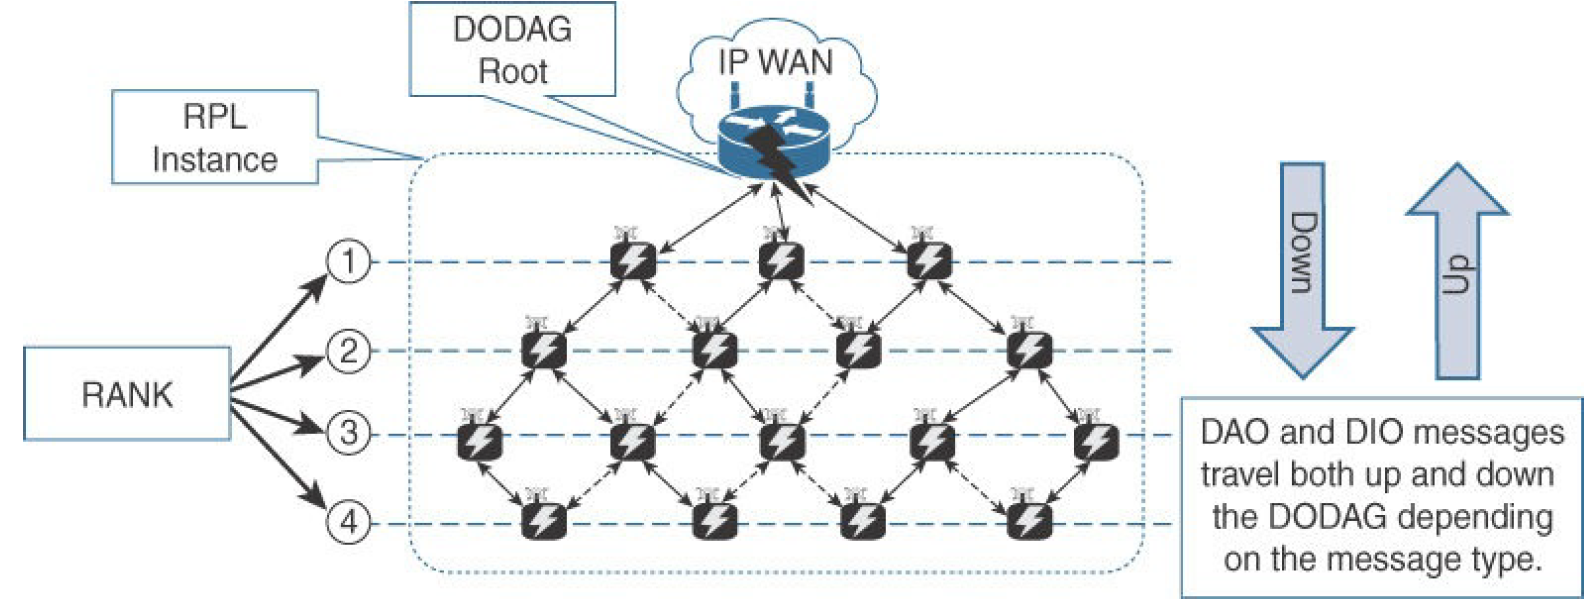 DODAG
Root
IP WAN
RPL
Instance
Down
Up
1
2
RANK
3
4
DAO and DIO messages
travel both up and down
the DODAG depending
on the message type.